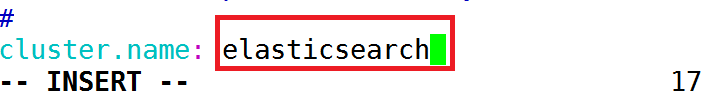 #
cluster.name: elasticsearch
-- INSERT -- 17